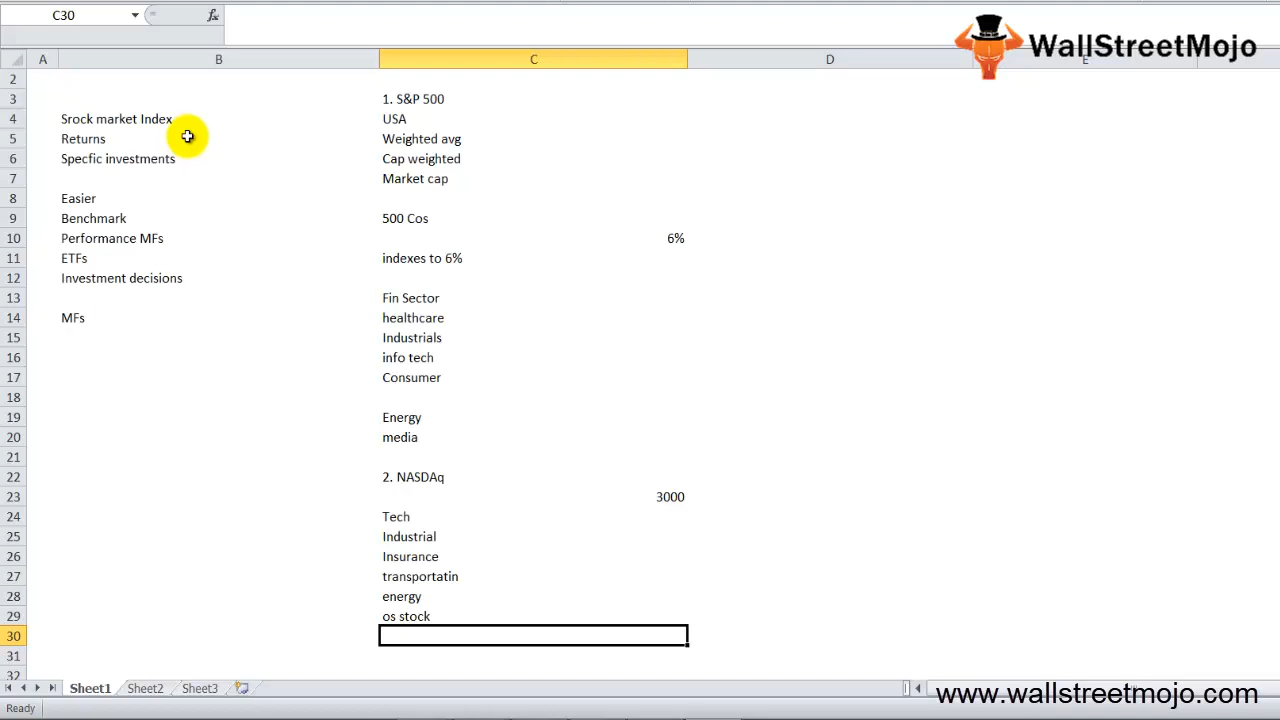 C30
fx
WallStreetMojo
A B C D E
2
3 1. S&P 500
4 Srock market Index USA
5 Returns Weighted avg
6 Specfic investments Cap weighted
7 Market cap
8 Easier
9 Benchmark 500 Cos
10 Performance MFs 6%
11 ETFs indexes to 6%
12 Investment decisions
13 Fin Sector
14 MFs healthcare
15 Industrials
16 info tech
17 Consumer
18
19 Energy
20 media
21
22 2. NASDAq
23 3000
24 Tech
25 Industrial
26 Insurance
27 transportatin
28 energy
29 os stock
30
31
32
Sheet1 Sheet2 Sheet3
www.wallstreetmojo.com
Ready